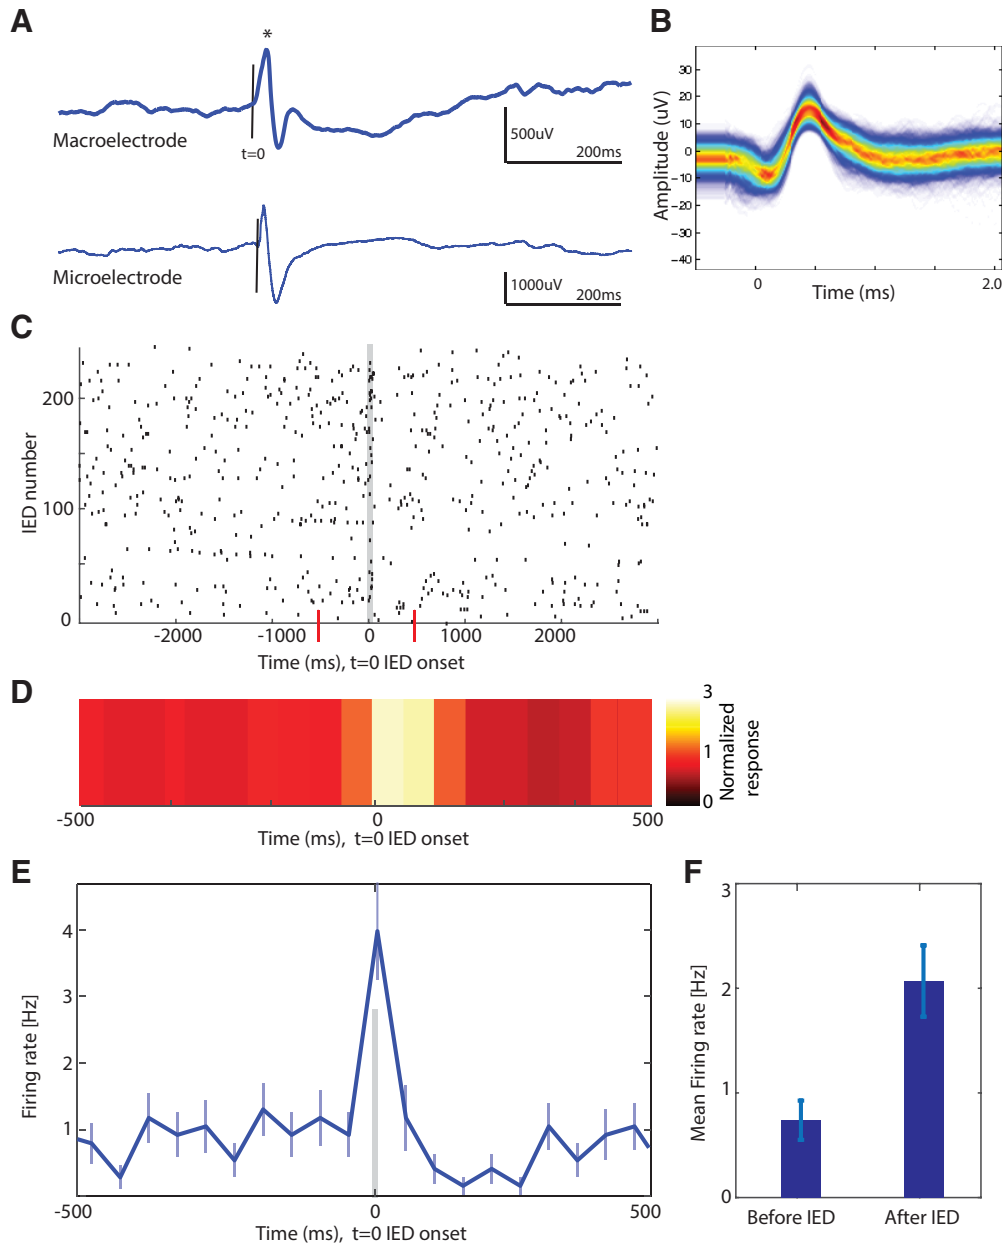 A
*
Macroelectrode
t=0
500uV
200ms
Microelectrode
1000uV
200ms
B
Amplitude (uV)
30
20
10
0
-10
-20
-30
-40
0
2.0
Time (ms)
C
IED number
200
100
0
-2000
-1000
0
1000
2000
Time (ms), t=0 IED onset
D
3
1
0
Normalized
response
-500
0
500
Time (ms), t=0 IED onset
E
Firing rate [Hz]
4
3
2
1
-500
0
500
Time (ms), t=0 IED onset
F
Mean Firing rate [Hz]
3
2
1
0
Before IED
After IED